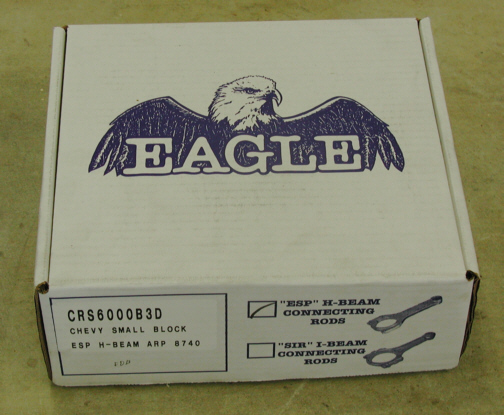 EAGLE
CRS6000B3D
CHEVY SMALL BLOCK
ESP H-BEAM ARP 8740
"ESP" H-BEAM
CONNECTING
RODS
"SIR" I-BEAM
CONNECTING
RODS